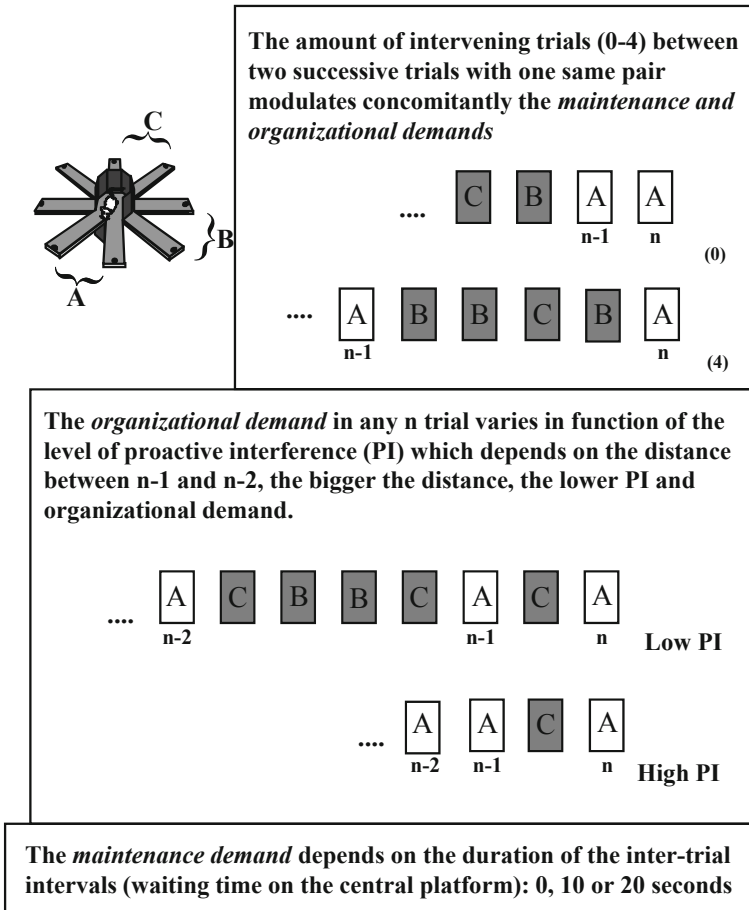 The amount of intervening trials (0-4) between
two successive trials with one same pair
modulates concomitantly the maintenance and
organizational demands
C
B
A
.... C B A A
n-1 n
(0)
.... A B B C B A
n-1 n
(4)
The organizational demand in any n trial varies in function of the
level of proactive interference (PI) which depends on the distance
between n-1 and n-2, the bigger the distance, the lower PI and
organizational demand.
.... A C B B C A C A
n-2 n-1 n
Low PI
.... A A C A
n-2 n-1 n
High PI
The maintenance demand depends on the duration of the inter-trial
intervals (waiting time on the central platform): 0, 10 or 20 seconds